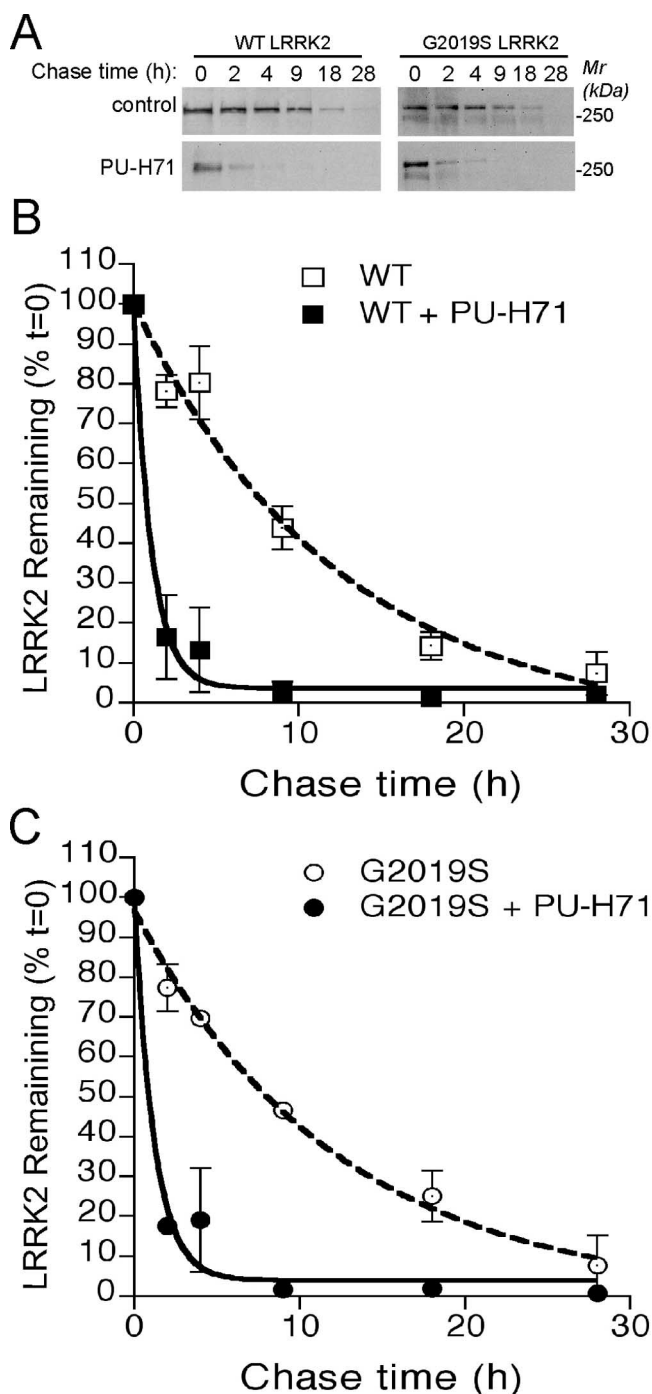 A
WT LRRK2 G2019S LRRK2
Chase time (h): 0 2 4 9 18 28 0 2 4 9 18 28 Mr (kDa)
control -250
PU-H71 -250
B
110
100
90
80
70
60
50
40
30
20
10
0
LRRK2 Remainining (% t=0)
WT
WT + PU-H71
0 10 20 30
Chase time (h)
C
110
100
90
80
70
60
50
40
30
20
10
0
LRRK2 Remainining (% t=0)
G2019S
G2019S + PU-H71
0 10 20 30
Chase time (h)